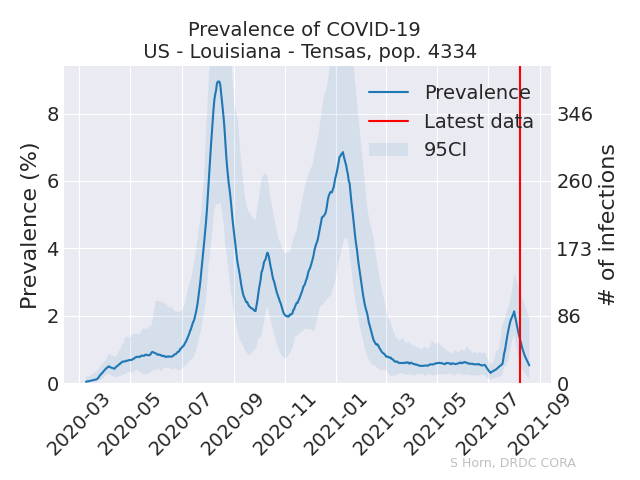 Prevalence of COVID-19
US - Louisiana - Tensas, pop. 4334
Prevalence
Latest data
95CI
Prevalence (%)
8
6
4
2
0
346
260
173
86
0
# of infections
2020-03
2020-05
2020-07
2020-09
2020-11
2021-01
2021-03
2021-05
2021-07
2021-09
S Horn, DRDC CORA